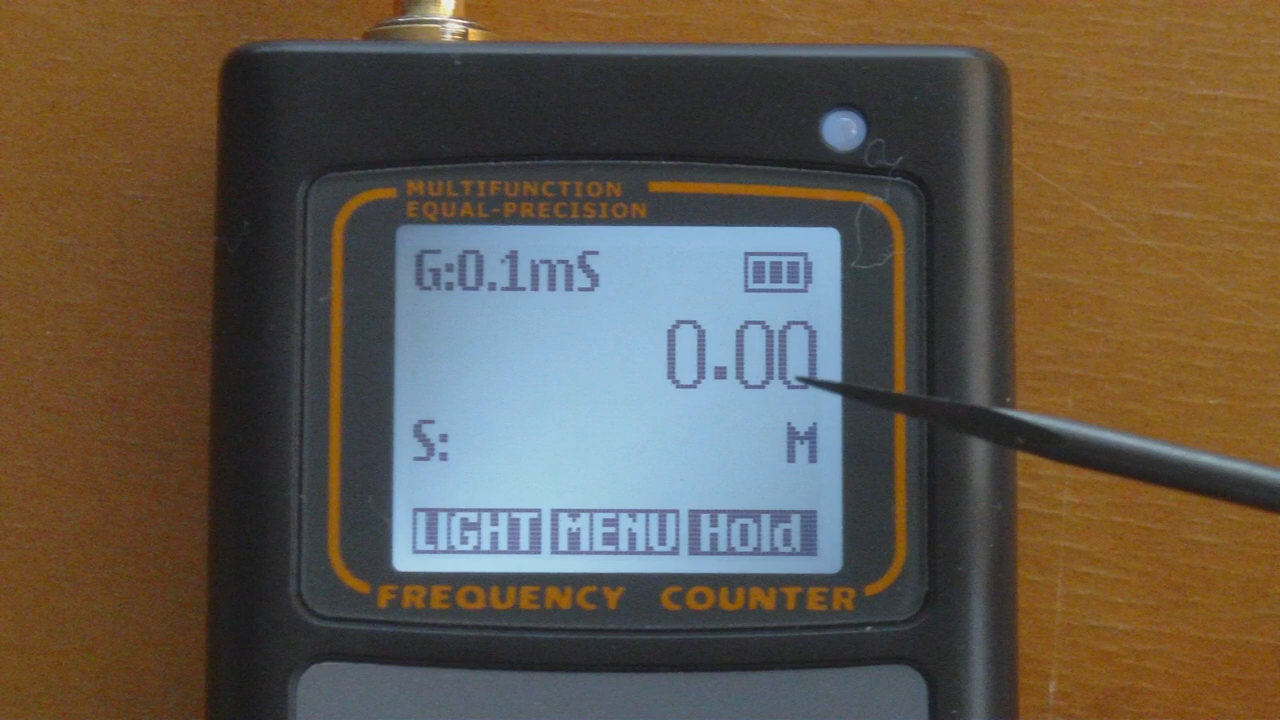 MULTIFUNCTION
EQUAL-PRECISION
G:0.1mS
0.00
S: M
LIGHT MENU Hold
FREQUENCY COUNTER